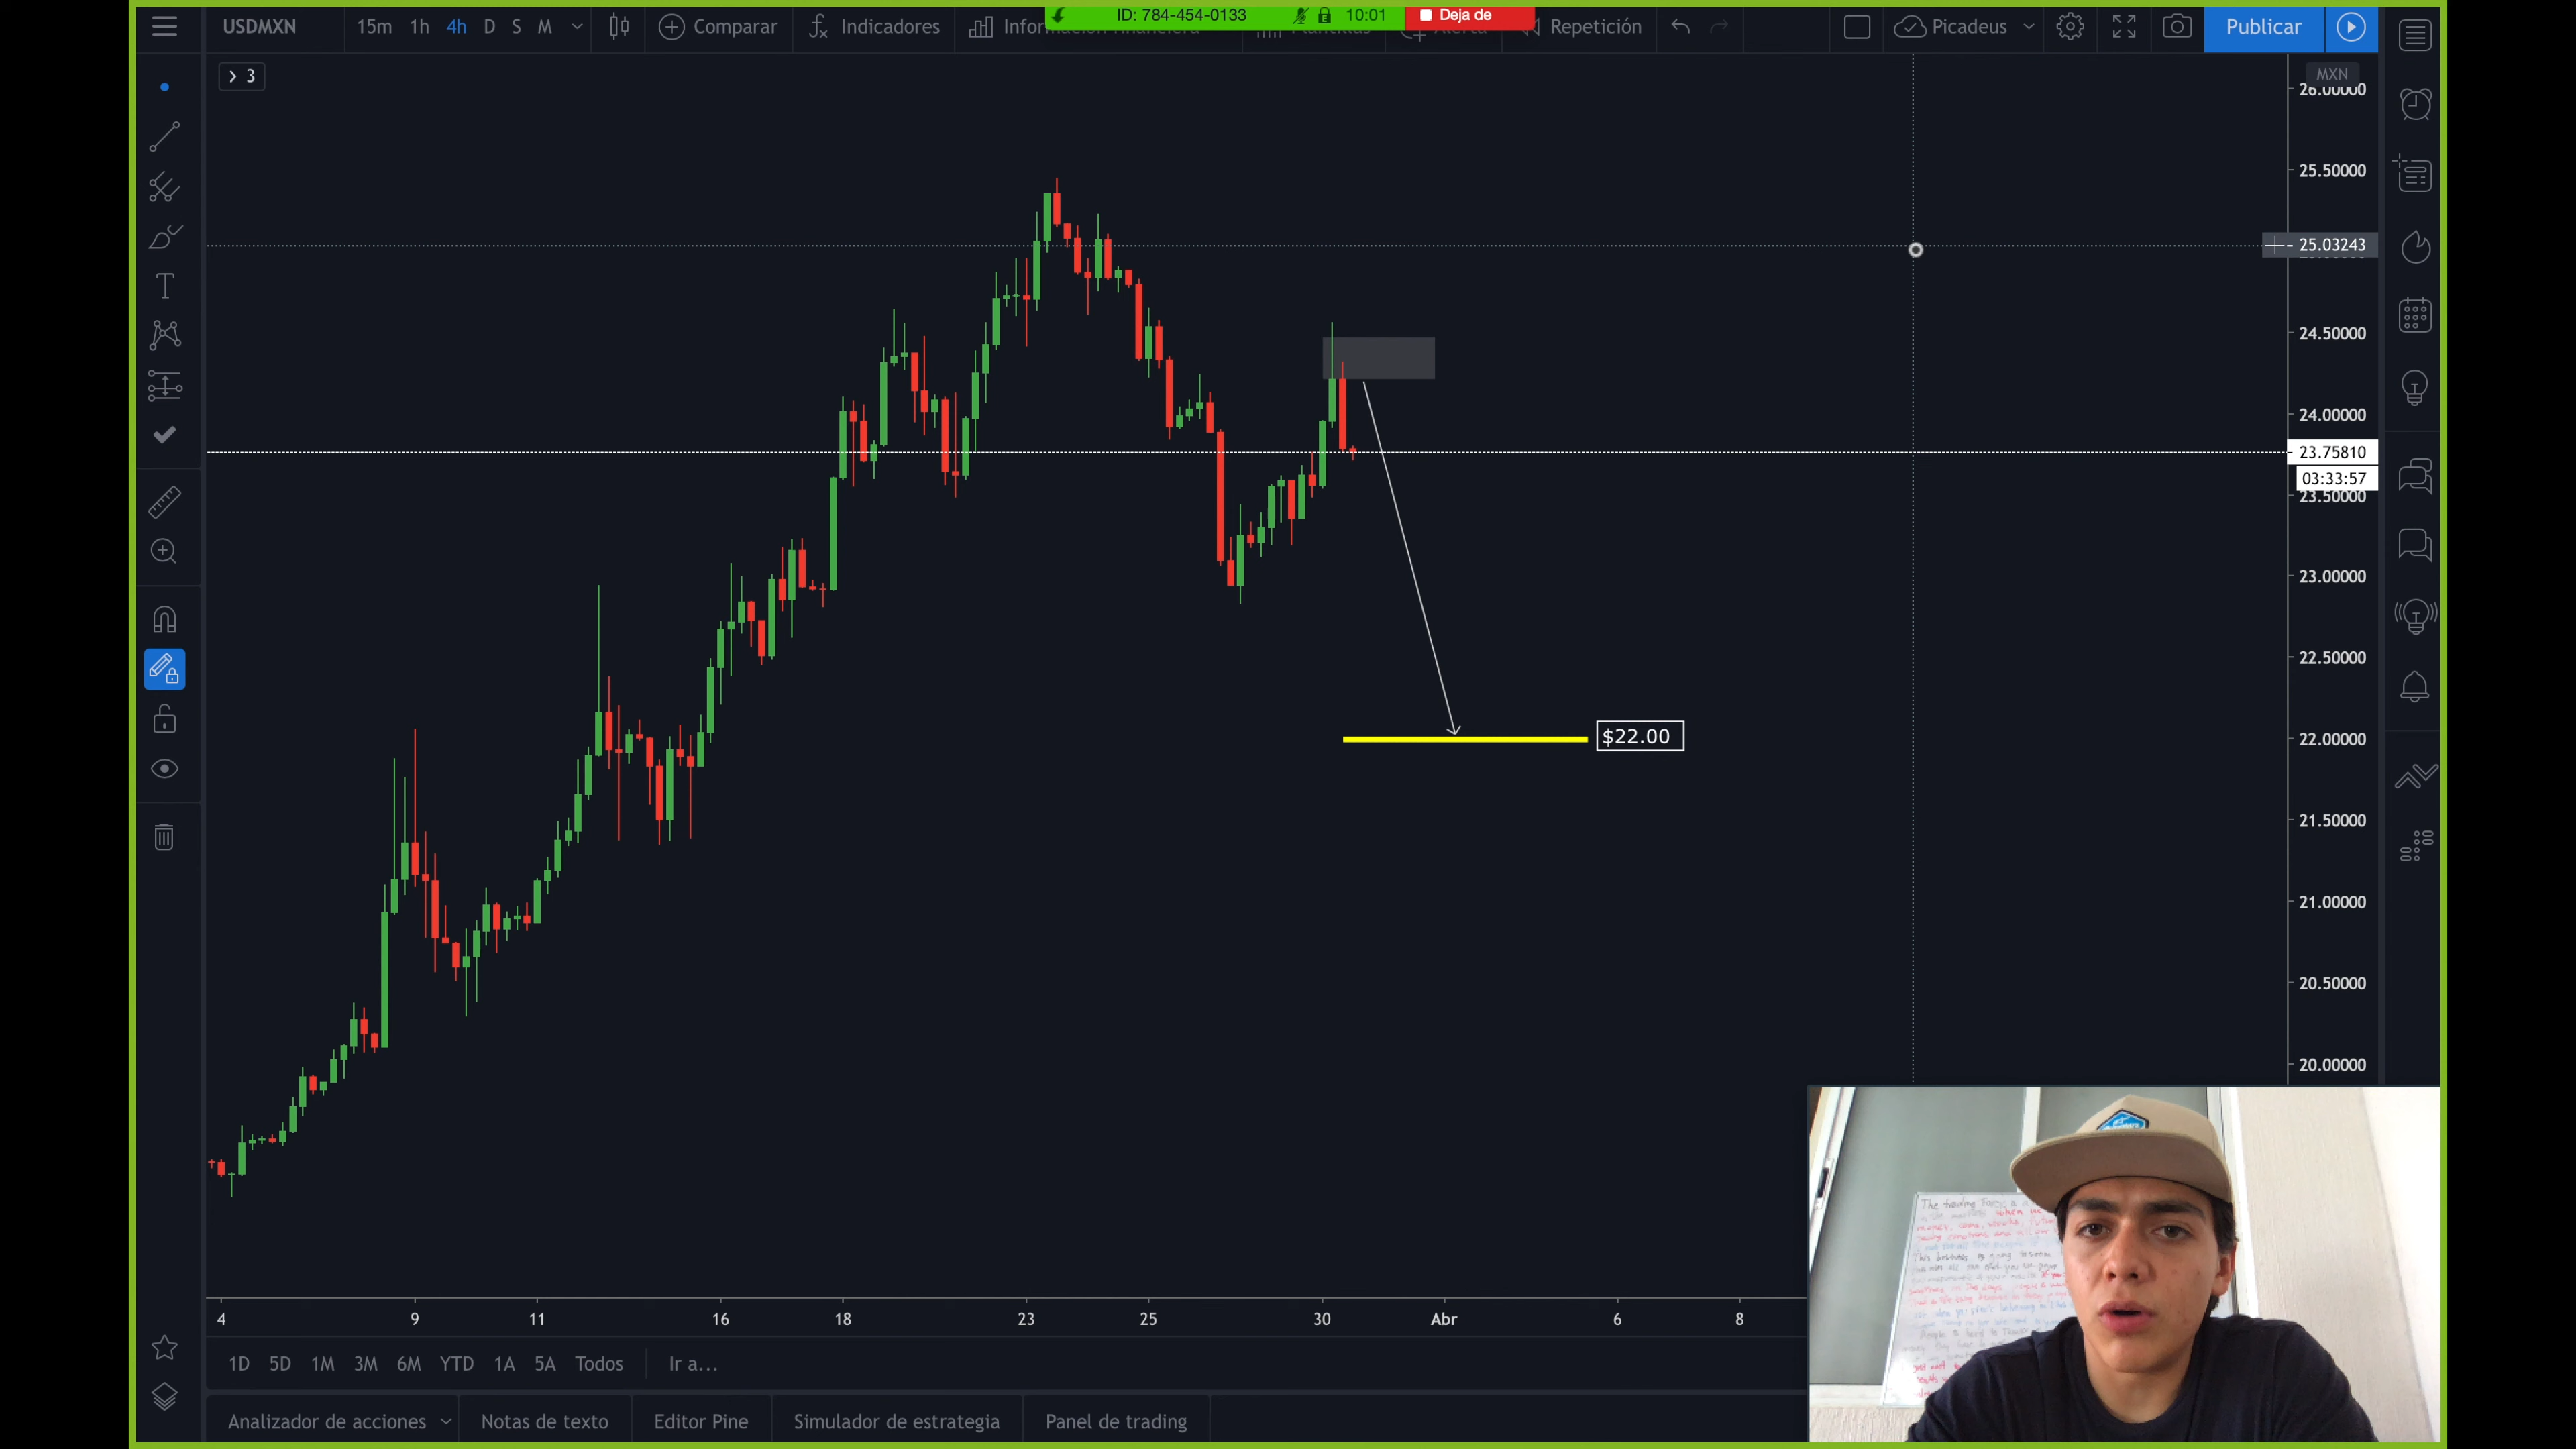 USDMXN 15m 1h 4h D S M Comparar Indicadores Repetición Picadeus Publicar
ID: 784-454-0133 10:01 Deja de
3
MXN
26.00000
25.50000
25.03243
24.50000
24.00000
23.75810
03:33:57
23.50000
23.00000
22.50000
$22.00
22.00000
21.50000
21.00000
20.50000
20.00000
4 9 11 16 18 23 25 30 Abr 6 8
1D 5D 1M 3M 6M YTD 1A 5A Todos Ir a...
Analizador de acciones Notas de texto Editor Pine Simulador de estrategia Panel de trading